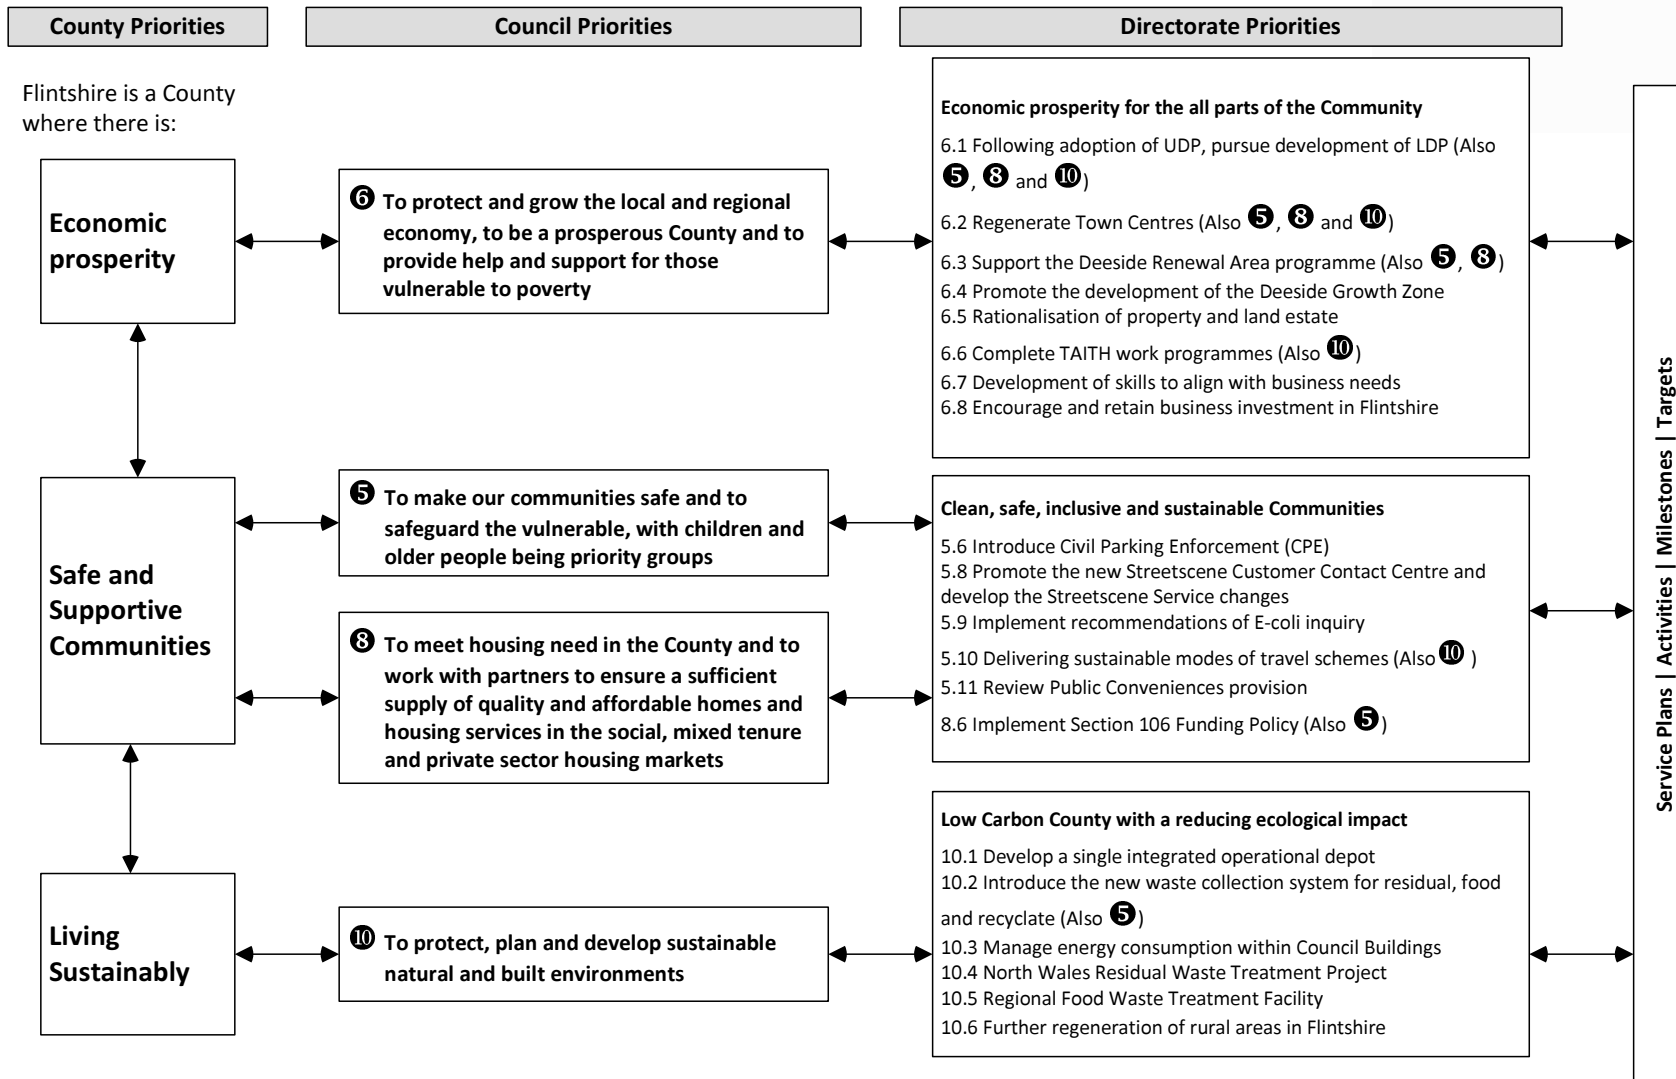 County Priorities
Council Priorities
Directorate Priorities
Flintshire is a County
where there is:
Economic
prosperity
❻ To protect and grow the local and regional
economy, to be a prosperous County and to
provide help and support for those
vulnerable to poverty
Economic prosperity for the all parts of the Community
6.1 Following adoption of UDP, pursue development of LDP (Also
❺, ❽ and ❿)
6.2 Regenerate Town Centres (Also ❺, ❽ and ❿)
6.3 Support the Deeside Renewal Area programme (Also ❺, ❽)
6.4 Promote the development of the Deeside Growth Zone
6.5 Rationalisation of property and land estate
6.6 Complete TAITH work programmes (Also ❿)
6.7 Development of skills to align with business needs
6.8 Encourage and retain business investment in Flintshire
Safe and
Supportive
Communities
❺ To make our communities safe and to
safeguard the vulnerable, with children and
older people being priority groups
❽ To meet housing need in the County and to
work with partners to ensure a sufficient
supply of quality and affordable homes and
housing services in the social, mixed tenure
and private sector housing markets
Clean, safe, inclusive and sustainable Communities
5.6 Introduce Civil Parking Enforcement (CPE)
5.8 Promote the new Streetscene Customer Contact Centre and
develop the Streetscene Service changes
5.9 Implement recommendations of E-coli inquiry
5.10 Delivering sustainable modes of travel schemes (Also ❿ )
5.11 Review Public Conveniences provision
8.6 Implement Section 106 Funding Policy (Also ❺)
Living
Sustainably
❿ To protect, plan and develop sustainable
natural and built environments
Low Carbon County with a reducing ecological impact
10.1 Develop a single integrated operational depot
10.2 Introduce the new waste collection system for residual, food
and recyclate (Also ❺)
10.3 Manage energy consumption within Council Buildings
10.4 North Wales Residual Waste Treatment Project
10.5 Regional Food Waste Treatment Facility
10.6 Further regeneration of rural areas in Flintshire
Service Plans | Activities | Milestones | Targets